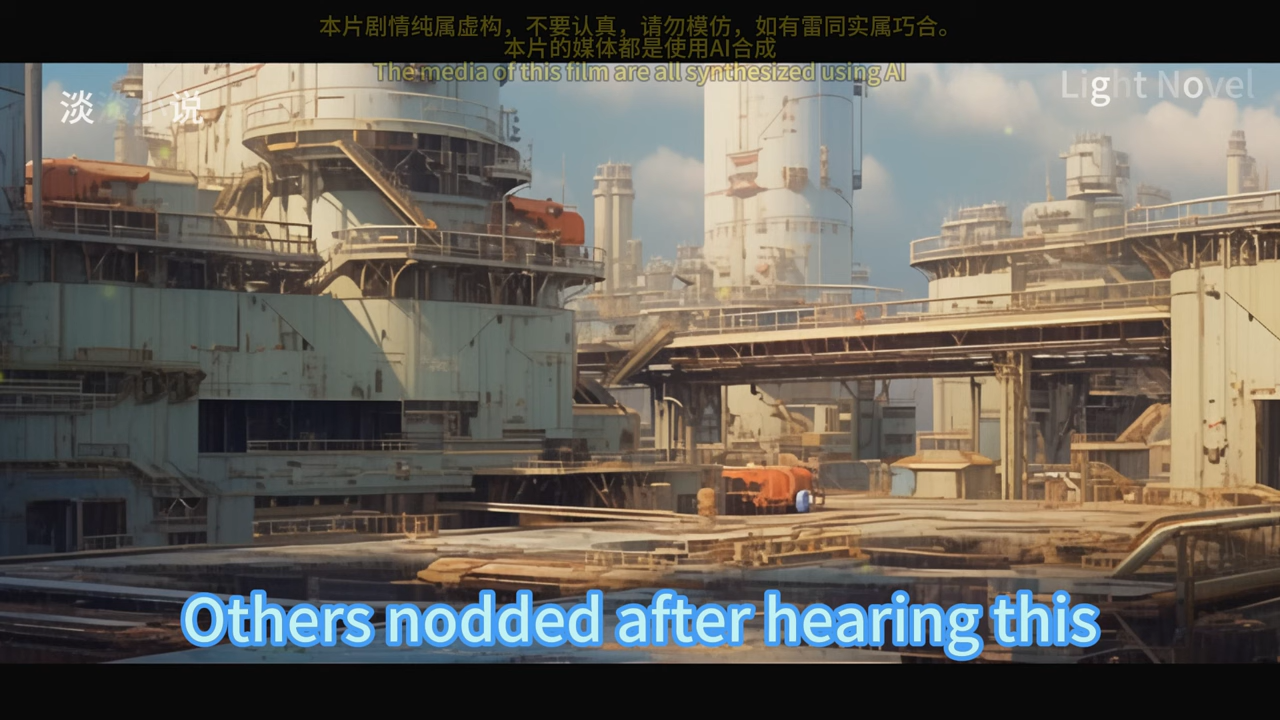 本片剧情纯属虚构，不要认真，请勿模仿，如有雷同实属巧合。
本片的媒体都是使用AI合成
The media of this film are all synthesized using AI
Light Novel
淡 小说
Others nodded after hearing this